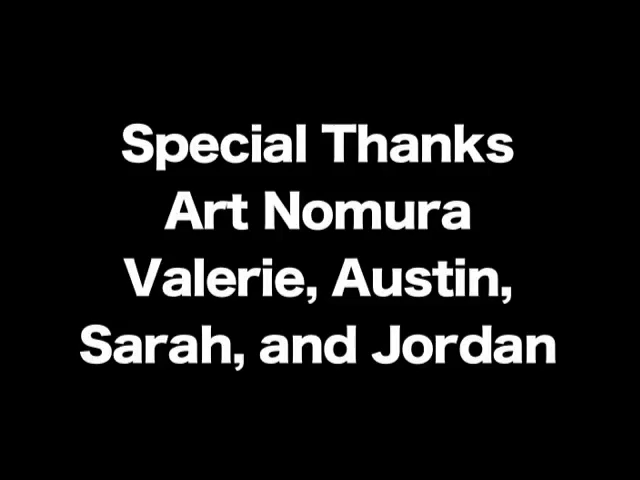 Special Thanks
Art Nomura
Valerie, Austin,
Sarah, and Jordan